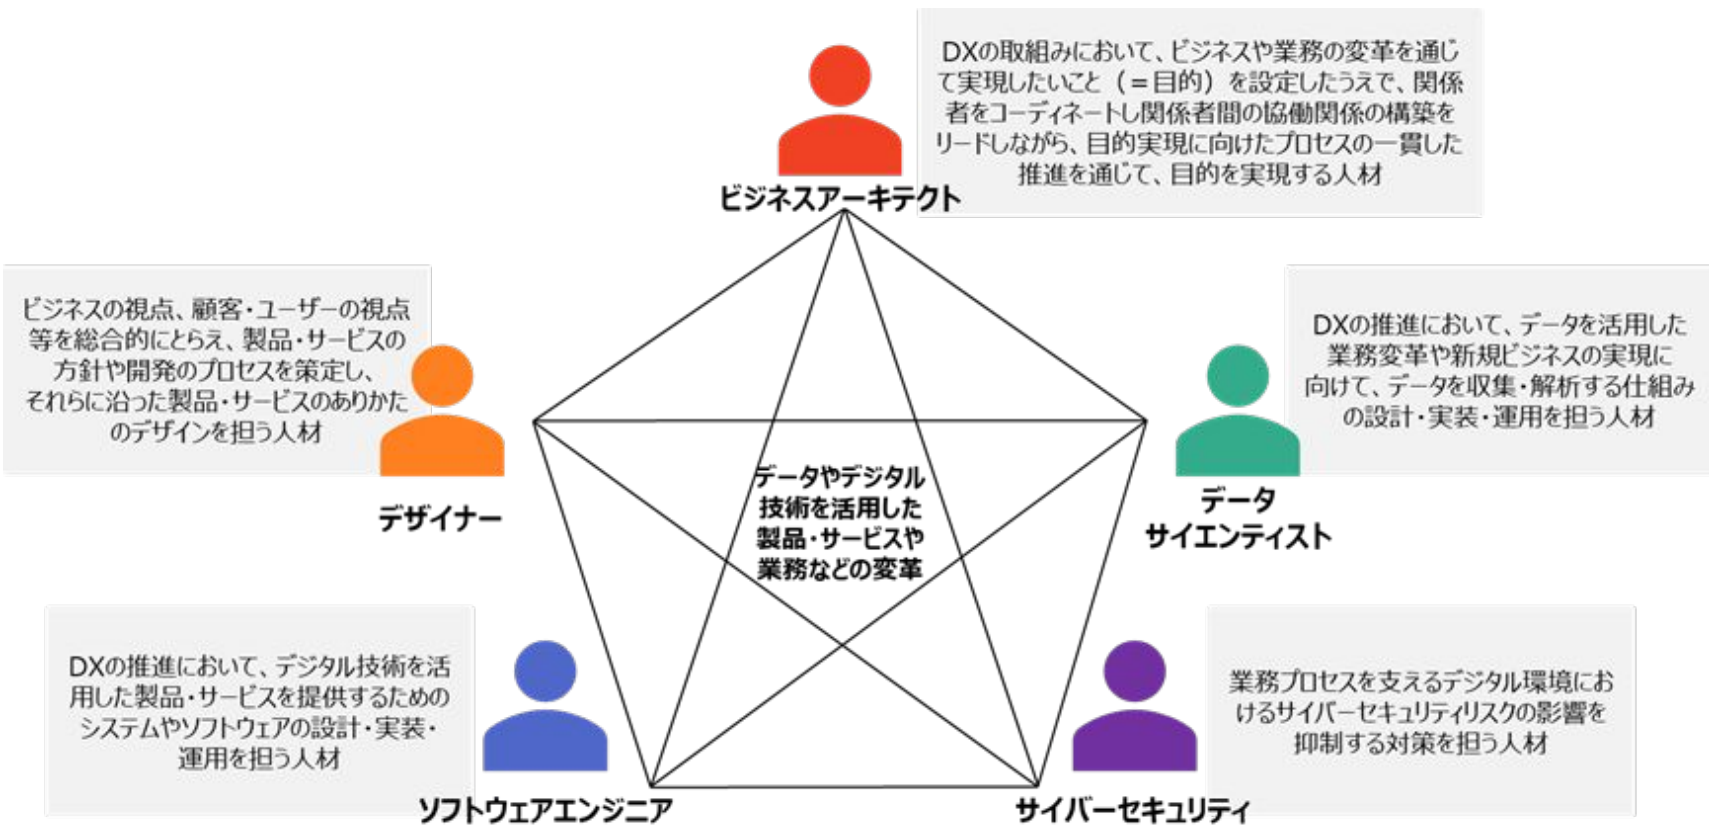 DXの取組みにおいて、ビジネスや業務の変革を通じ
て実現したいこと（＝目的）を設定したうえで、関係
者をコーディネートし関係者間の協働関係の構築を
リードしながら、目的実現に向けたプロセスの一貫した
推進を通じて、目的を実現する人材
ビジネスアーキテクト
ビジネスの視点、顧客・ユーザーの視点
等を総合的にとらえ、製品・サービスの
方針や開発のプロセスを策定し、
それらに沿った製品・サービスのありかた
のデザインを担う人材
デザイナー
DXの推進において、データを活用した
業務変革や新規ビジネスの実現に
向けて、データを収集・解析する仕組み
の設計・実装・運用を担う人材
データ
サイエンティスト
データやデジタル
技術を活用した
製品・サービスや
業務などの変革
DXの推進において、デジタル技術を活
用した製品・サービスを提供するための
システムやソフトウェアの設計・実装・
運用を担う人材
ソフトウェアエンジニア
業務プロセスを支えるデジタル環境にお
けるサイバーセキュリティリスクの影響を
抑制する対策を担う人材
サイバーセキュリティ